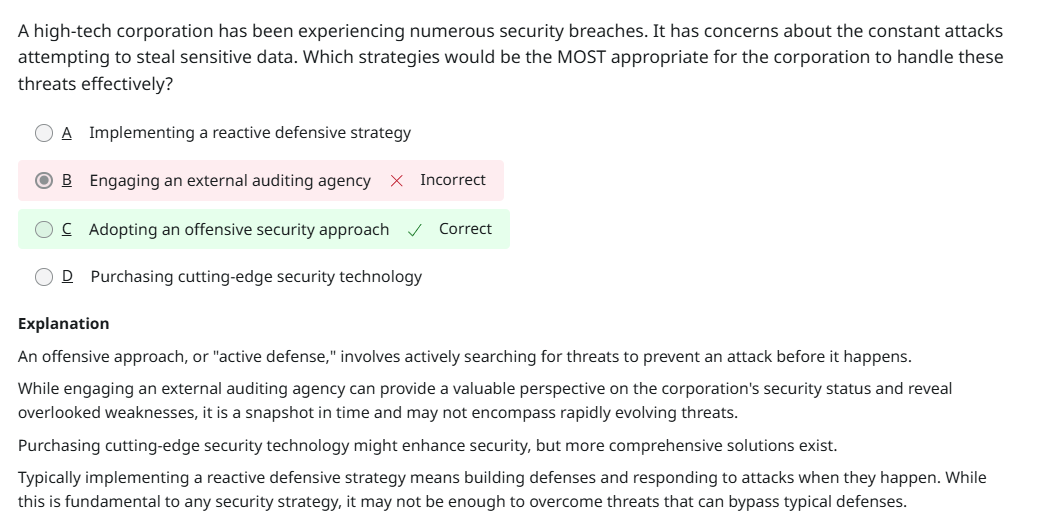 A high-tech corporation has been experiencing numerous security breaches. It has concerns about the constant attacks
attempting to steal sensitive data. Which strategies would be the MOST appropriate for the corporation to handle these
threats effectively?
A Implementing a reactive defensive strategy
B Engaging an external auditing agency ✕ Incorrect
C Adopting an offensive security approach ✓ Correct
D Purchasing cutting-edge security technology
Explanation
An offensive approach, or "active defense," involves actively searching for threats to prevent an attack before it happens.
While engaging an external auditing agency can provide a valuable perspective on the corporation's security status and reveal
overlooked weaknesses, it is a snapshot in time and may not encompass rapidly evolving threats.
Purchasing cutting-edge security technology might enhance security, but more comprehensive solutions exist.
Typically implementing a reactive defensive strategy means building defenses and responding to attacks when they happen. While
this is fundamental to any security strategy, it may not be enough to overcome threats that can bypass typical defenses.